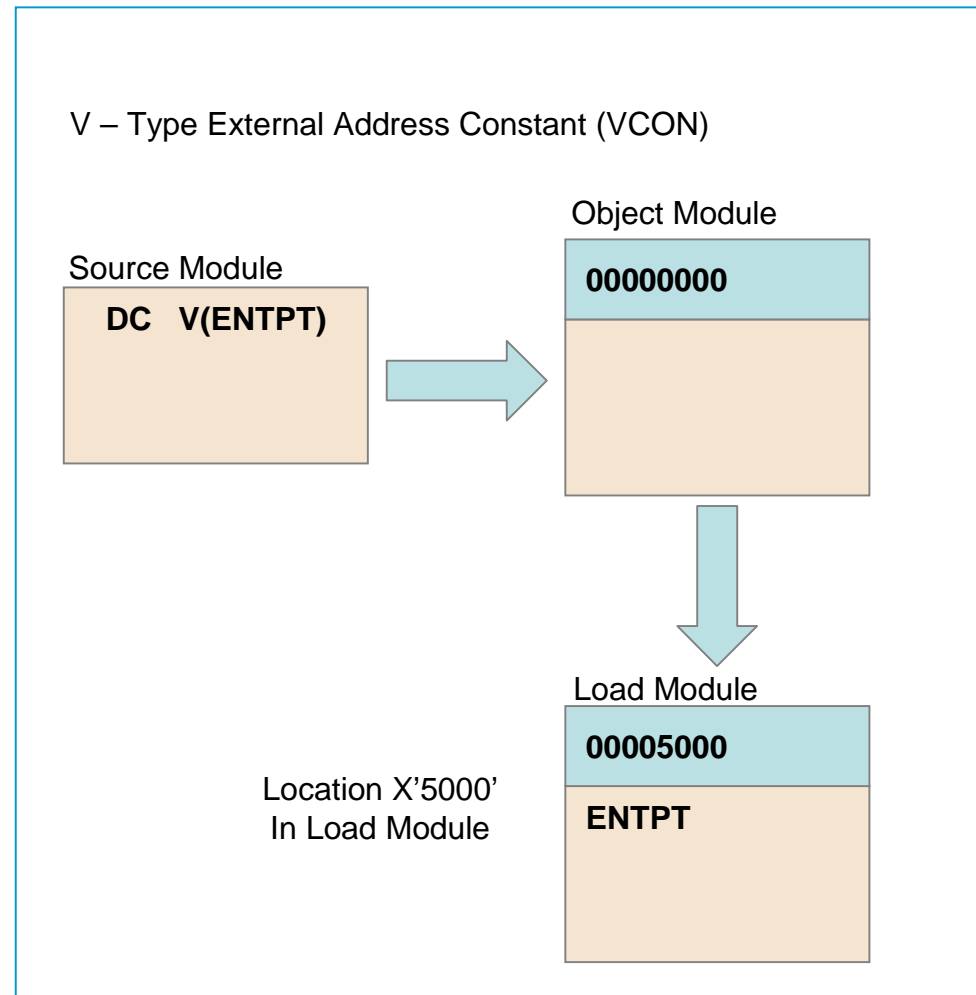 V – Type External Address Constant (VCON)
Object Module
Source Module
00000000
DC V(ENTPT)
Load Module
00005000
Location X’5000’
In Load Module
ENTPT